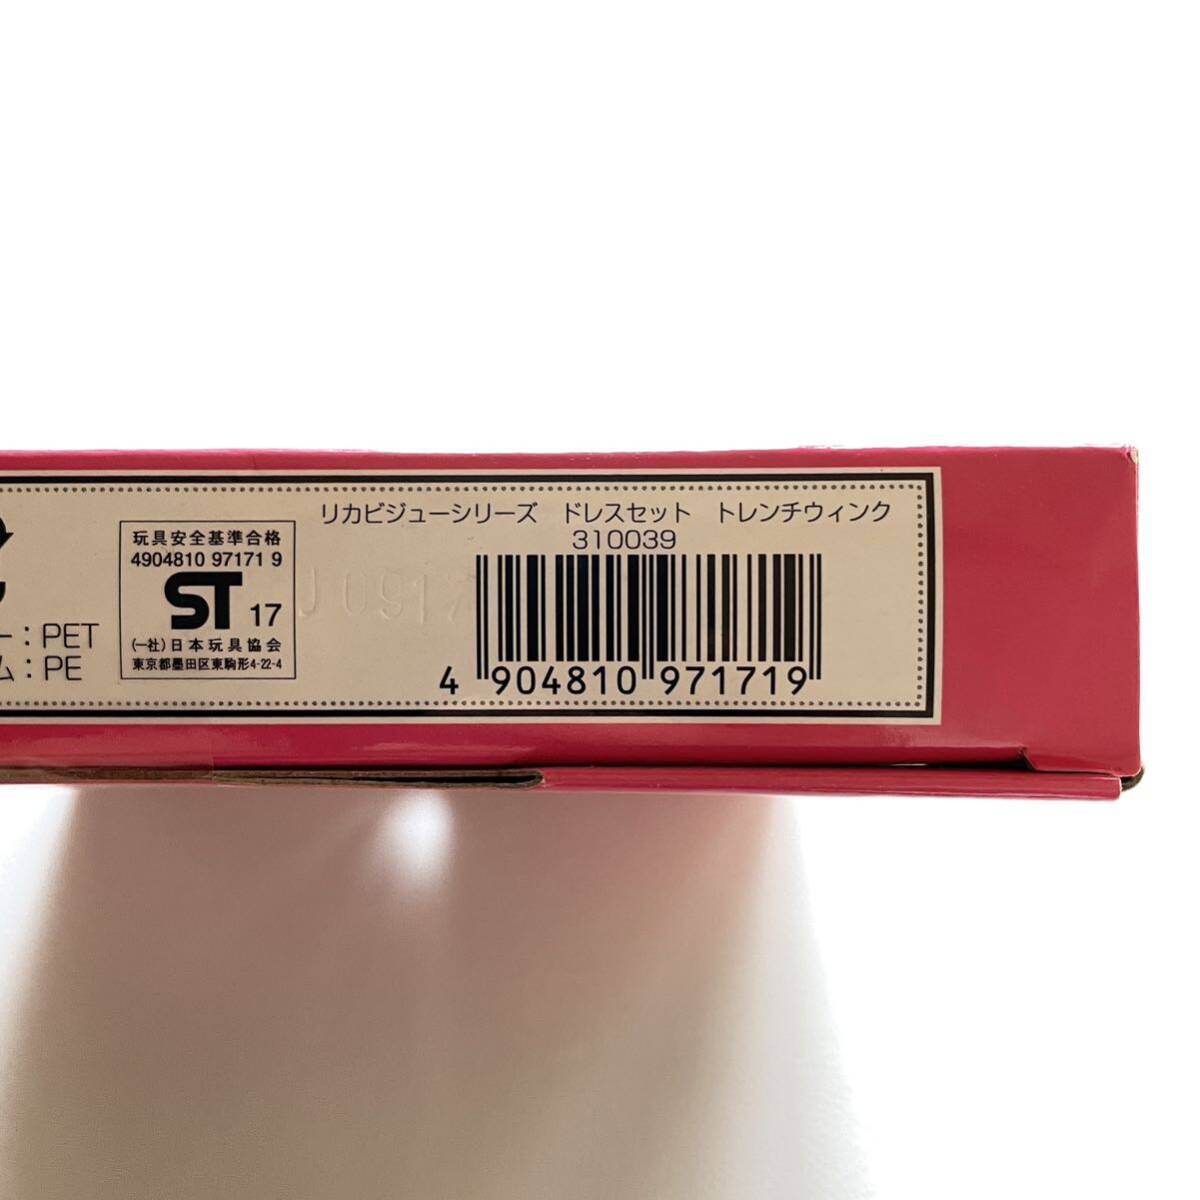 リカビジューシリーズ ドレスセット トレンチウィンク
310039
玩具安全基準合格
4904810 97171 9
ST 17
(一社)日本玩具協会
東京都墨田区東駒形4-22-4
ー：PET
ム：PE
4 904810 971719